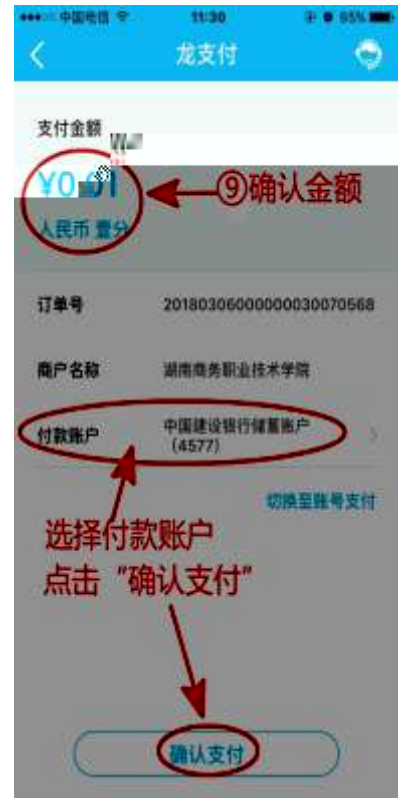 中国电信 11:30 95%
龙支付
支付金额
¥0.01
⑨确认金额
人民币 壹分
订单号 20180306000000030070568
商户名称 湖南商务职业技术学院
付款账户 中国建设银行储蓄账户
(4577)
切换至账号支付
选择付款账户
点击“确认支付”
确认支付